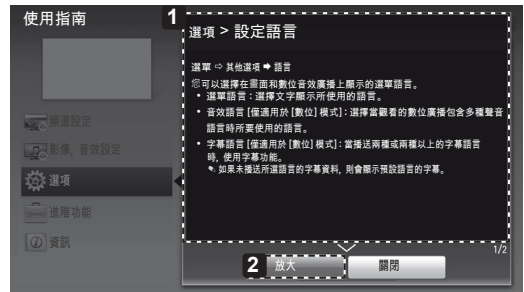 使用指南
1
選項 > 設定語言
選單 ⇨ 其他選項 ➡ 語言
您可以選擇在畫面和數位音效廣播上顯示的選單語言。
• 選單語言：選擇文字顯示所使用的語言。
• 音效語言 [僅適用於 [數位] 模式]：選擇當觀看的數位廣播包含多種聲音
語言時所要使用的語言。
• 字幕語言 [僅適用於 [數位] 模式]：當播送兩種或兩種以上的字幕語言
時，使用字幕功能。
✎ 如果未播送所選語言的字幕資料，則會顯示預設語言的字幕。
頻道設定
影像, 音效設定
選項
進階功能
資訊
1/2
2 放大
關閉